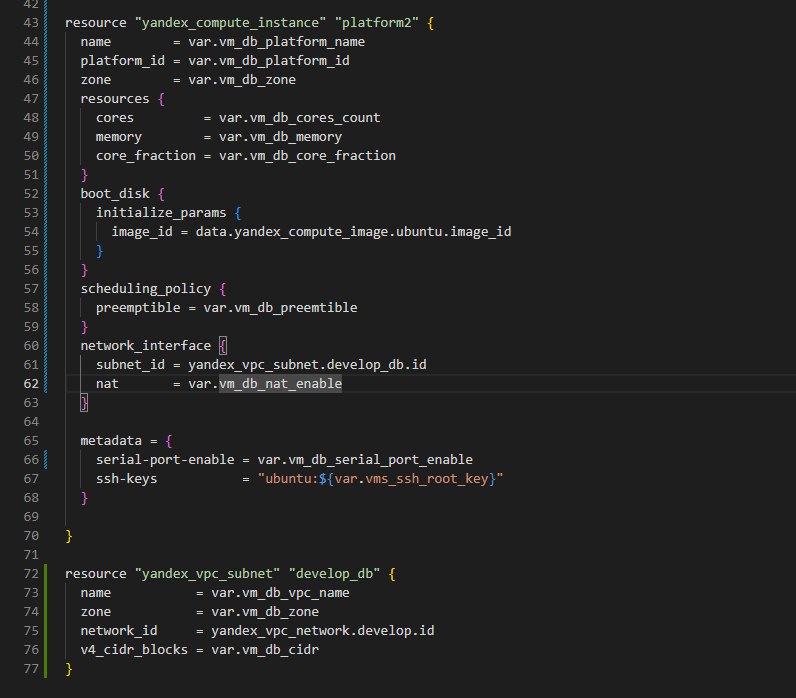 42
43 resource "yandex_compute_instance" "platform2" {
44 name        = var.vm_db_platform_name
45 platform_id = var.vm_db_platform_id
46 zone        = var.vm_db_zone
47 resources {
48 cores         = var.vm_db_cores_count
49 memory        = var.vm_db_memory
50 core_fraction = var.vm_db_core_fraction
51 }
52 boot_disk {
53 initialize_params {
54 image_id = data.yandex_compute_image.ubuntu.image_id
55 }
56 }
57 scheduling_policy {
58 preemptible = var.vm_db_preemtible
59 }
60 network_interface {
61 subnet_id = yandex_vpc_subnet.develop_db.id
62 nat       = var.vm_db_nat_enable
63 }
64
65 metadata = {
66 serial-port-enable = var.vm_db_serial_port_enable
67 ssh-keys           = "ubuntu:${var.vms_ssh_root_key}"
68 }
69
70 }
71
72 resource "yandex_vpc_subnet" "develop_db" {
73 name           = var.vm_db_vpc_name
74 zone           = var.vm_db_zone
75 network_id     = yandex_vpc_network.develop.id
76 v4_cidr_blocks = var.vm_db_cidr
77 }